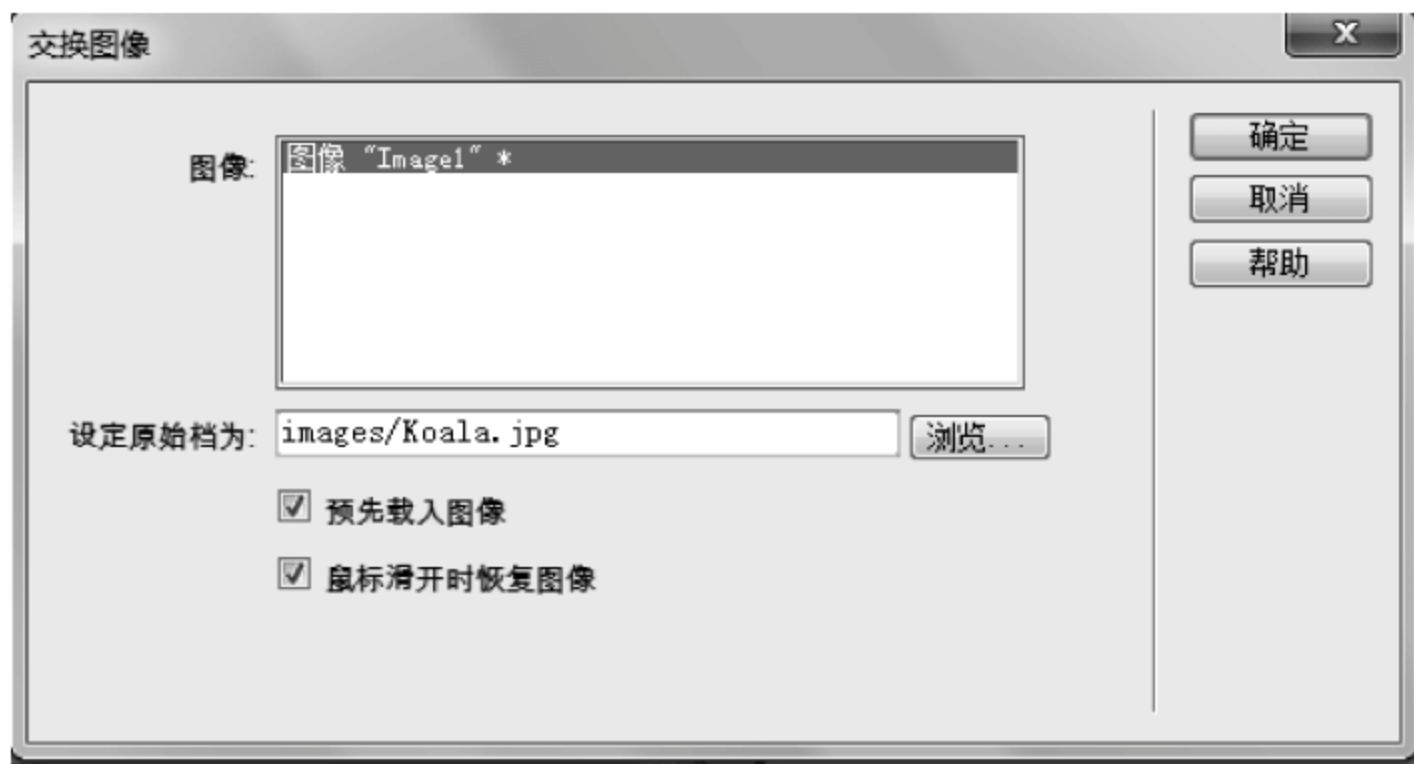 交换图像
x
图像: 图像 "Image1" *
确定
取消
帮助
设定原始档为: images/Koala.jpg 浏览...
预先载入图像
鼠标滑开时恢复图像